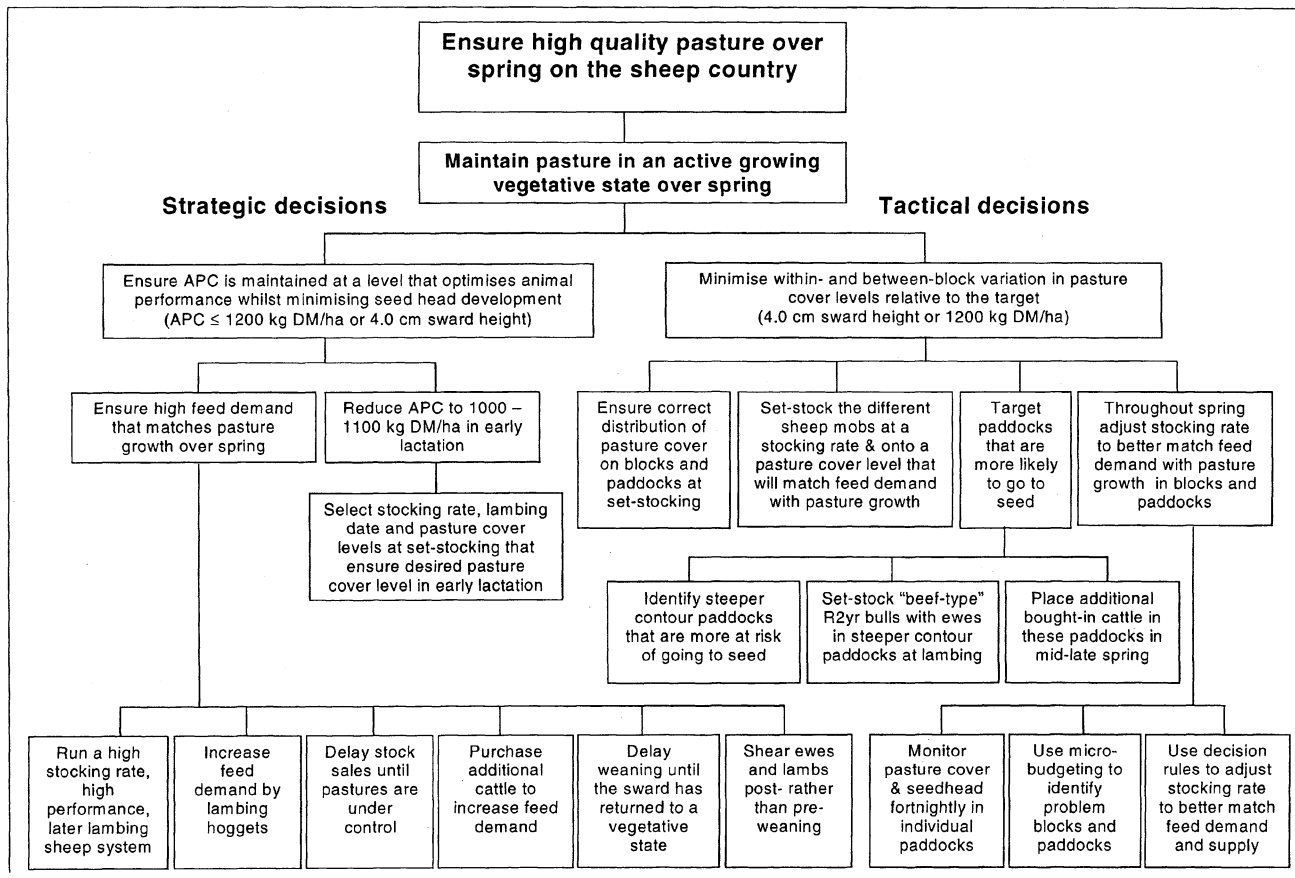 Ensure high quality pasture over
spring on the sheep country
Maintain pasture in an active growing
vegetative state over spring
Strategic decisions
Tactical decisions
Ensure APC is maintained at a level that optimises animal
performance whilst minimising seed head development
(APC ≤ 1200 kg DM/ha or 4.0 cm sward height)
Minimise within- and between-block variation in pasture
cover levels relative to the target
(4.0 cm sward height or 1200 kg DM/ha)
Ensure high feed demand
that matches pasture
growth over spring
Reduce APC to 1000 –
1100 kg DM/ha in early
lactation
Ensure correct
distribution of
pasture cover
on blocks and
paddocks at
set-stocking
Set-stock the different
sheep mobs at a
stocking rate & onto a
pasture cover level that
will match feed demand
with pasture growth
Target
paddocks
that are
more likely
to go to
seed
Throughout spring
adjust stocking rate
to better match feed
demand with pasture
growth in blocks and
paddocks
Select stocking rate, lambing
date and pasture cover
levels at set-stocking that
ensure desired pasture
cover level in early lactation
Identify steeper
contour paddocks
that are more at risk
of going to seed
Set-stock "beef-type"
R2yr bulls with ewes
in steeper contour
paddocks at lambing
Place additional
bought-in cattle in
these paddocks in
mid-late spring
Run a high
stocking rate,
high
performance,
later lambing
sheep system
Increase
feed
demand by
lambing
hoggets
Delay stock
sales until
pastures are
under
control
Purchase
additional
cattle to
increase feed
demand
Delay
weaning until
the sward has
returned to a
vegetative
state
Shear ewes
and lambs
post- rather
than pre-
weaning
Monitor
pasture cover
& seedhead
fortnightly in
individual
paddocks
Use micro-
budgeting to
identify
problem
blocks and
paddocks
Use decision
rules to adjust
stocking rate
to better match
feed demand
and supply